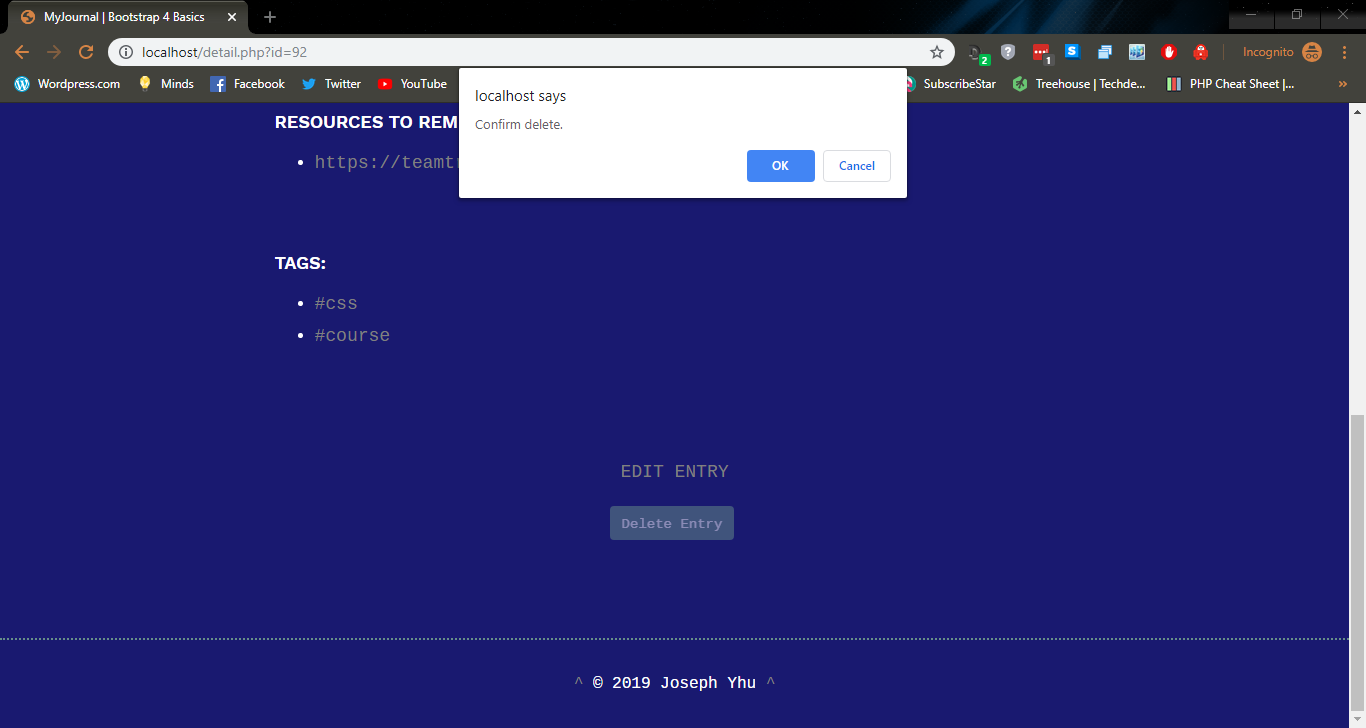 MyJournal | Bootstrap 4 Basics
localhost/detail.php?id=92
2
1
Incognito
Wordpress.com Minds Facebook Twitter YouTube SubscribeStar Treehouse | Techde... PHP Cheat Sheet |... »
localhost says
Confirm delete.
OK Cancel
RESOURCES TO REM
https://teamt
TAGS:
#css
#course
EDIT ENTRY
Delete Entry
^ © 2019 Joseph Yhu ^